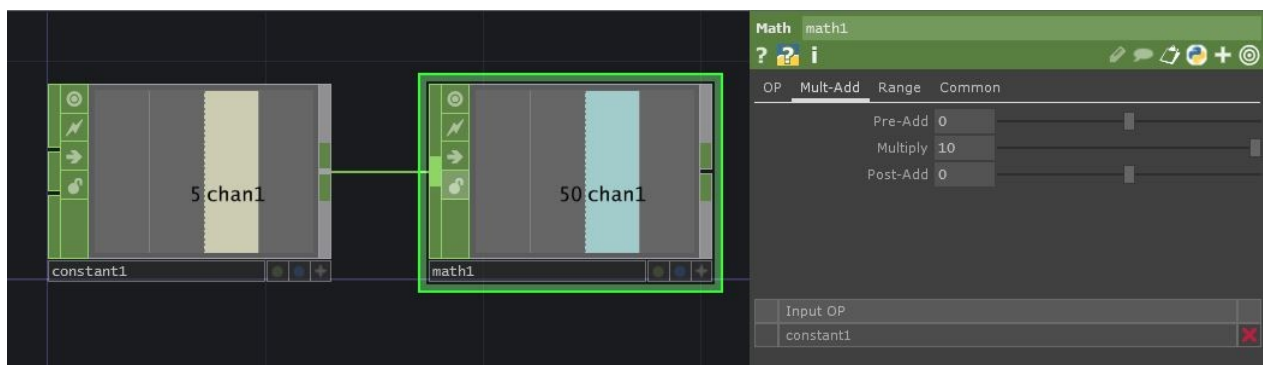 5 chan1
constant1
50 chan1
math1
Math math1
? ? i
OP Mult-Add Range Common
Pre-Add 0
Multiply 10
Post-Add 0
Input OP
constant1